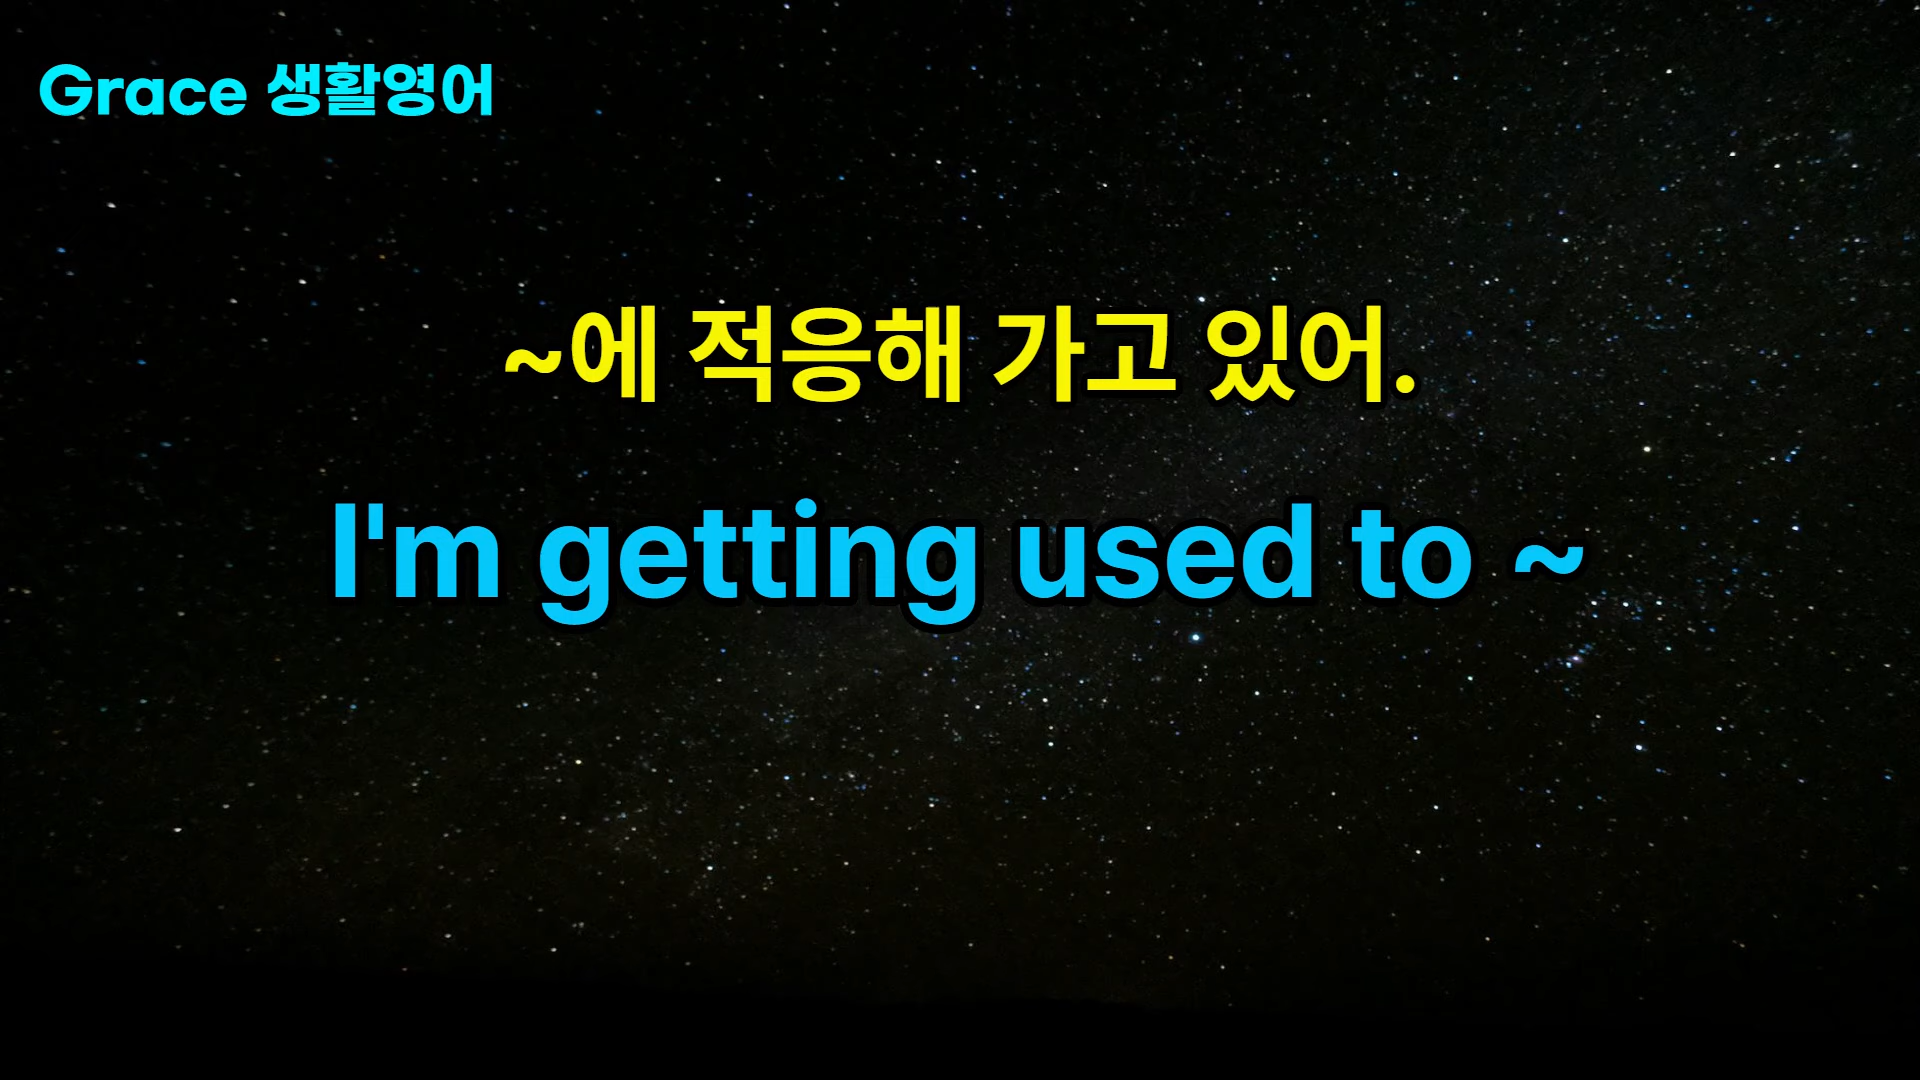 Grace 생활영어
~에 적응해 가고 있어.
I'm getting used to ~